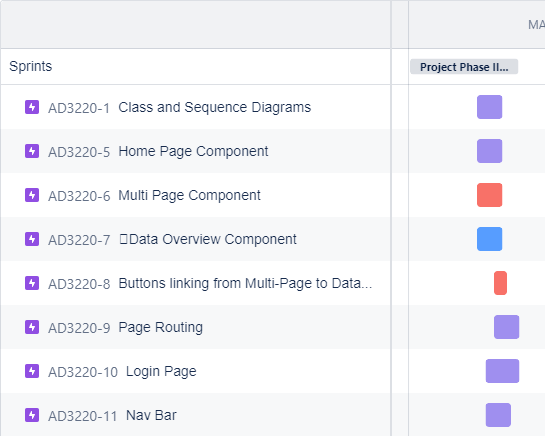 MA
Sprints
Project Phase II...
AD3220-1 Class and Sequence Diagrams
AD3220-5 Home Page Component
AD3220-6 Multi Page Component
AD3220-7 Data Overview Component
AD3220-8 Buttons linking from Multi-Page to Data...
AD3220-9 Page Routing
AD3220-10 Login Page
AD3220-11 Nav Bar